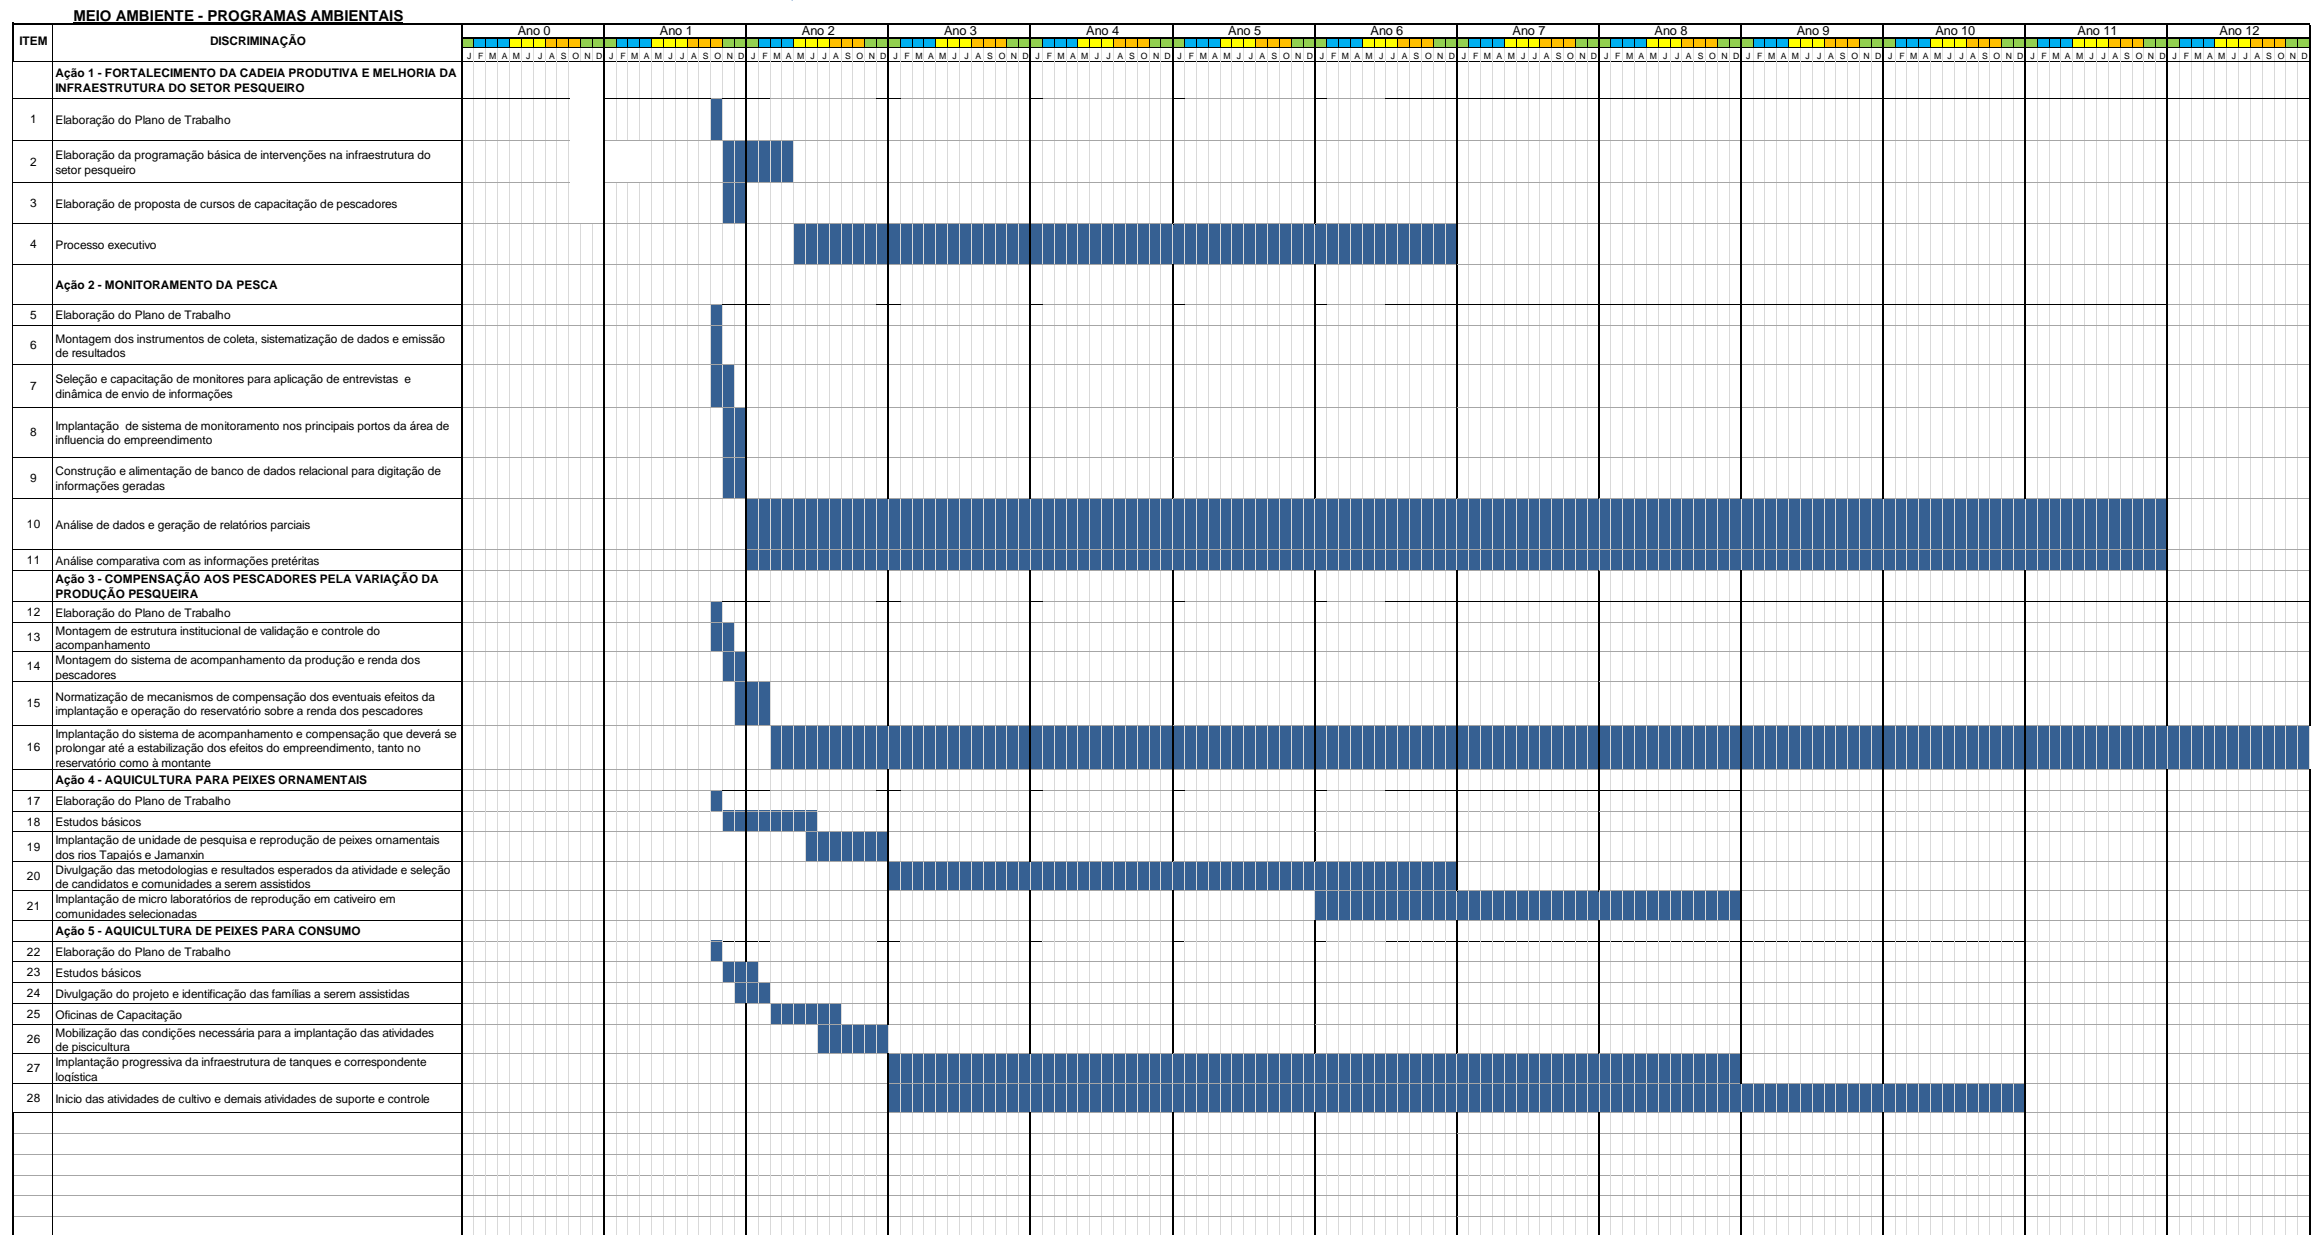 MEIO AMBIENTE - PROGRAMAS AMBIENTAIS
ITEM DISCRIMINAÇÃO Ano 0 Ano 1 Ano 2 Ano 3 Ano 4 Ano 5 Ano 6 Ano 7 Ano 8 Ano 9 Ano 10 Ano 11 Ano 12
J F M A M J J A S O N D J F M A M J J A S O N D J F M A M J J A S O N D J F M A M J J A S O N D J F M A M J J A S O N D J F M A M J J A S O N D J F M A M J J A S O N D J F M A M J J A S O N D J F M A M J J A S O N D J F M A M J J A S O N D J F M A M J J A S O N D J F M A M J J A S O N D J F M A M J J A S O N D
Ação 1 - FORTALECIMENTO DA CADEIA PRODUTIVA E MELHORIA DA
INFRAESTRUTURA DO SETOR PESQUEIRO
1 Elaboração do Plano de Trabalho
2 Elaboração da programação básica de intervenções na infraestrutura do
setor pesqueiro
3 Elaboração de proposta de cursos de capacitação de pescadores
4 Processo executivo
Ação 2 - MONITORAMENTO DA PESCA
5 Elaboração do Plano de Trabalho
6 Montagem dos instrumentos de coleta, sistematização de dados e emissão
de resultados
7 Seleção e capacitação de monitores para aplicação de entrevistas e
dinâmica de envio de informações
8 Implantação de sistema de monitoramento nos principais portos da área de
influencia do empreendimento
9 Construção e alimentação de banco de dados relacional para digitação de
informações geradas
10 Análise de dados e geração de relatórios parciais
11 Análise comparativa com as informações pretéritas
Ação 3 - COMPENSAÇÃO AOS PESCADORES PELA VARIAÇÃO DA
PRODUÇÃO PESQUEIRA
12 Elaboração do Plano de Trabalho
13 Montagem de estrutura institucional de validação e controle do
acompanhamento
14 Montagem do sistema de acompanhamento da produção e renda dos
pescadores
15 Normatização de mecanismos de compensação dos eventuais efeitos da
implantação e operação do reservatório sobre a renda dos pescadores
16 Implantação do sistema de acompanhamento e compensação que deverá se
prolongar até a estabilização dos efeitos do empreendimento, tanto no
reservatório como à montante
Ação 4 - AQUICULTURA PARA PEIXES ORNAMENTAIS
17 Elaboração do Plano de Trabalho
18 Estudos básicos
19 Implantação de unidade de pesquisa e reprodução de peixes ornamentais
dos rios Tapajós e Jamanxin
20 Divulgação das metodologias e resultados esperados da atividade e seleção
de candidatos e comunidades a serem assistidos
21 Implantação de micro laboratórios de reprodução em cativeiro em
comunidades selecionadas
Ação 5 - AQUICULTURA DE PEIXES PARA CONSUMO
22 Elaboração do Plano de Trabalho
23 Estudos básicos
24 Divulgação do projeto e identificação das famílias a serem assistidas
25 Oficinas de Capacitação
26 Mobilização das condições necessária para a implantação das atividades
de piscicultura
27 Implantação progressiva da infraestrutura de tanques e correspondente
logística
28 Inicio das atividades de cultivo e demais atividades de suporte e controle